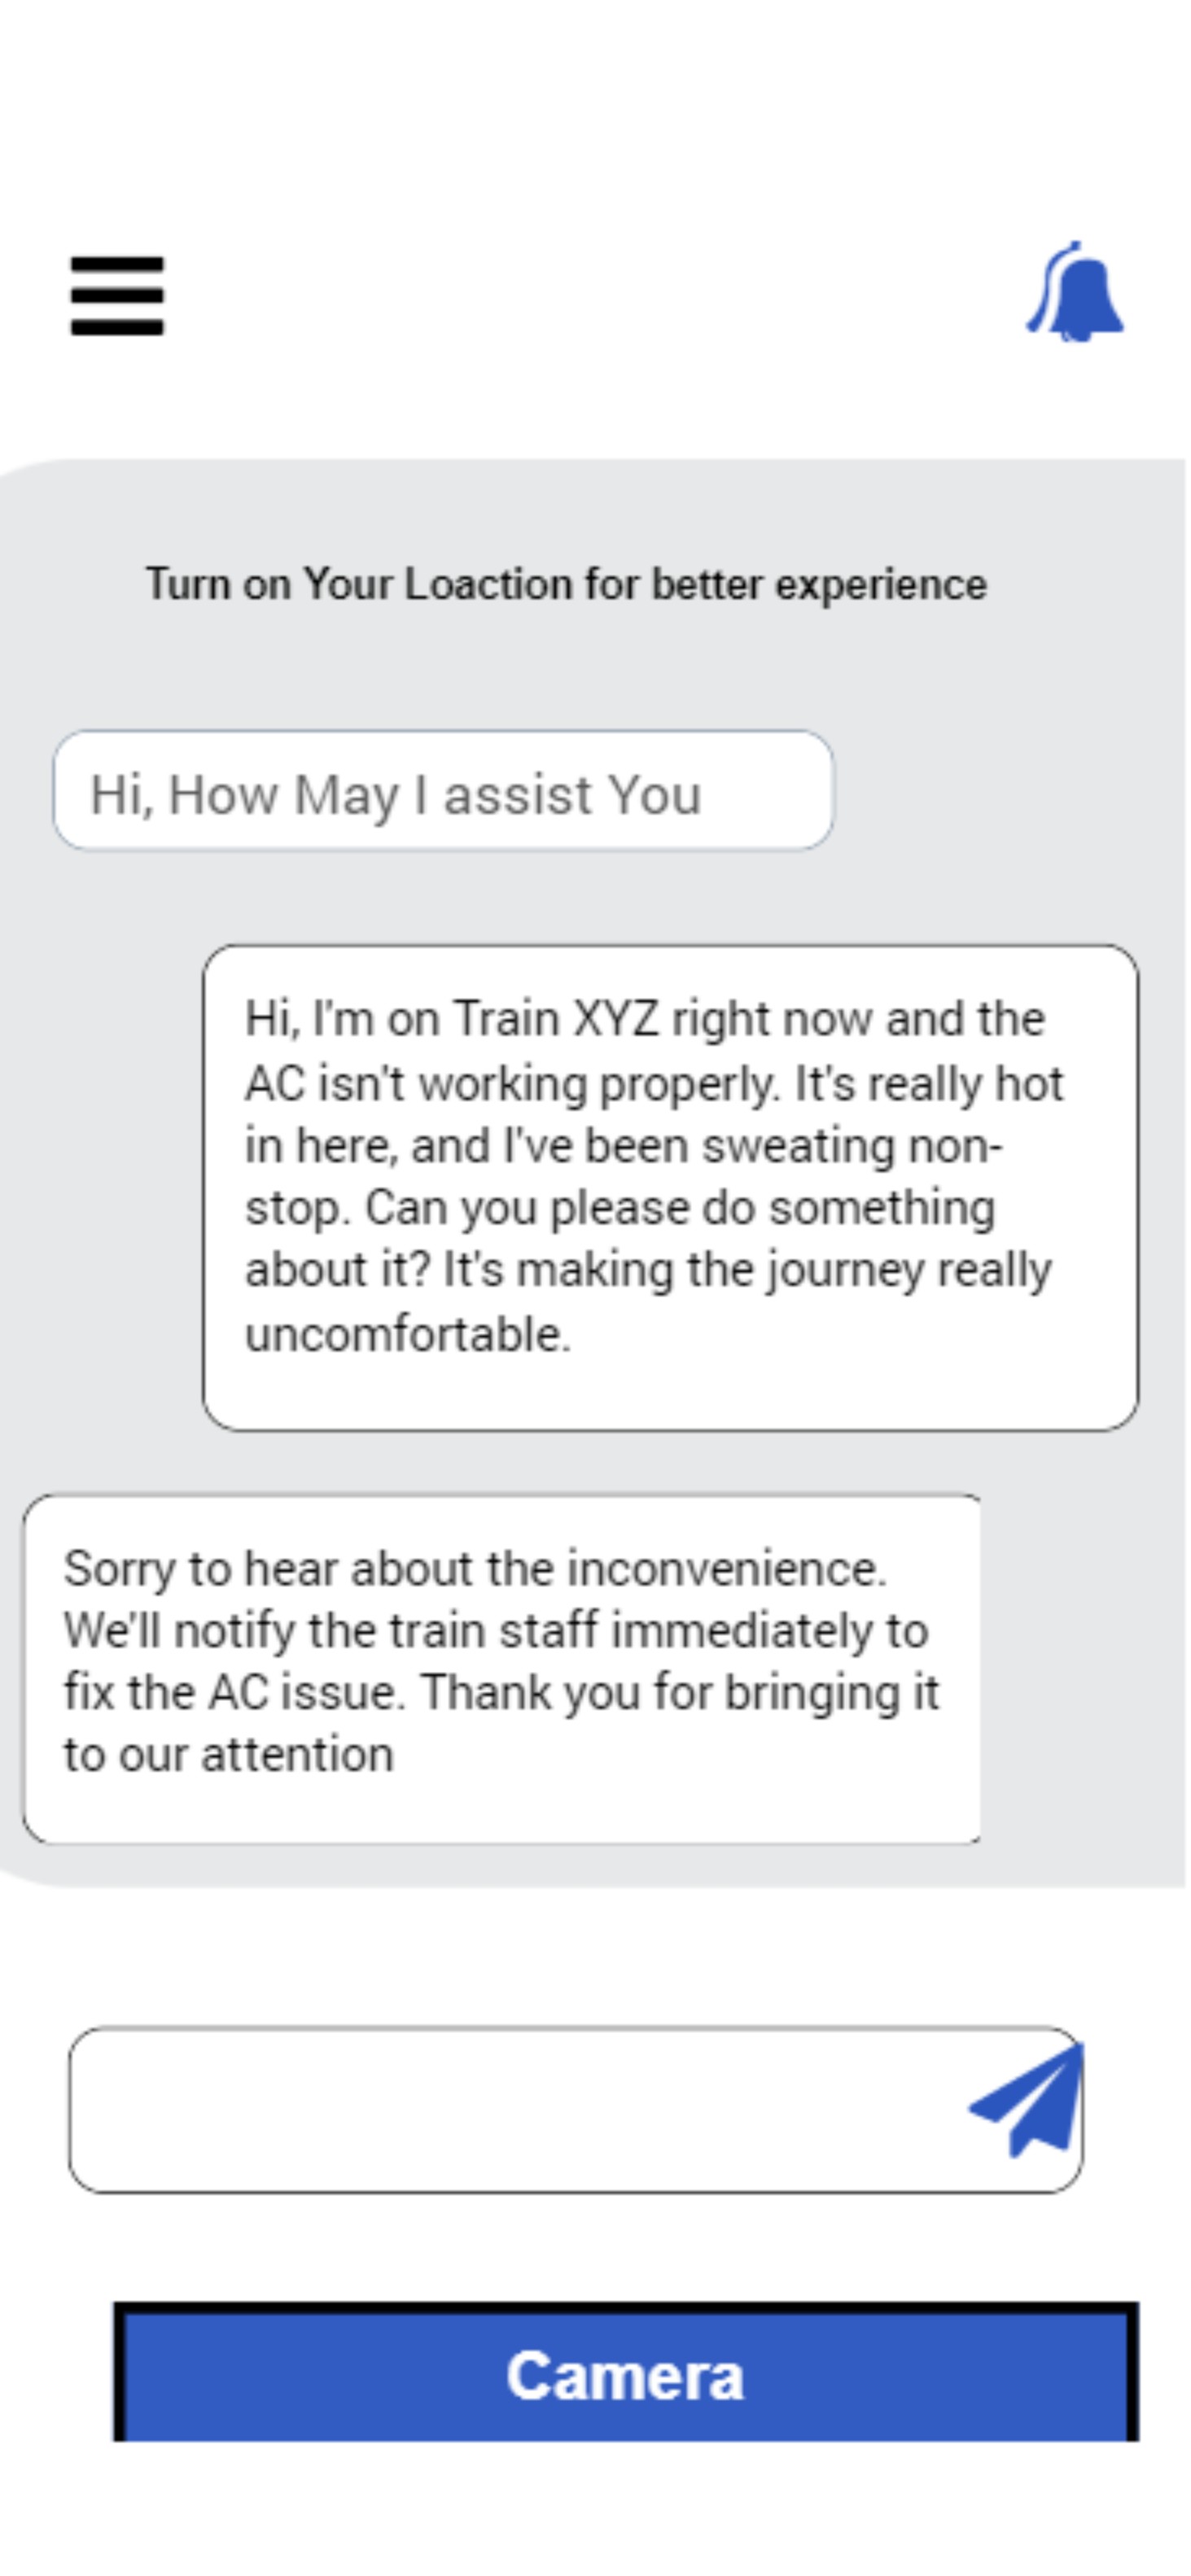 Turn on Your Loaction for better experience
Hi, How May I assist You
Hi, I'm on Train XYZ right now and the
AC isn't working properly. It's really hot
in here, and I've been sweating non-
stop. Can you please do something
about it? It's making the journey really
uncomfortable.
Sorry to hear about the inconvenience.
We'll notify the train staff immediately to
fix the AC issue. Thank you for bringing it
to our attention
Camera